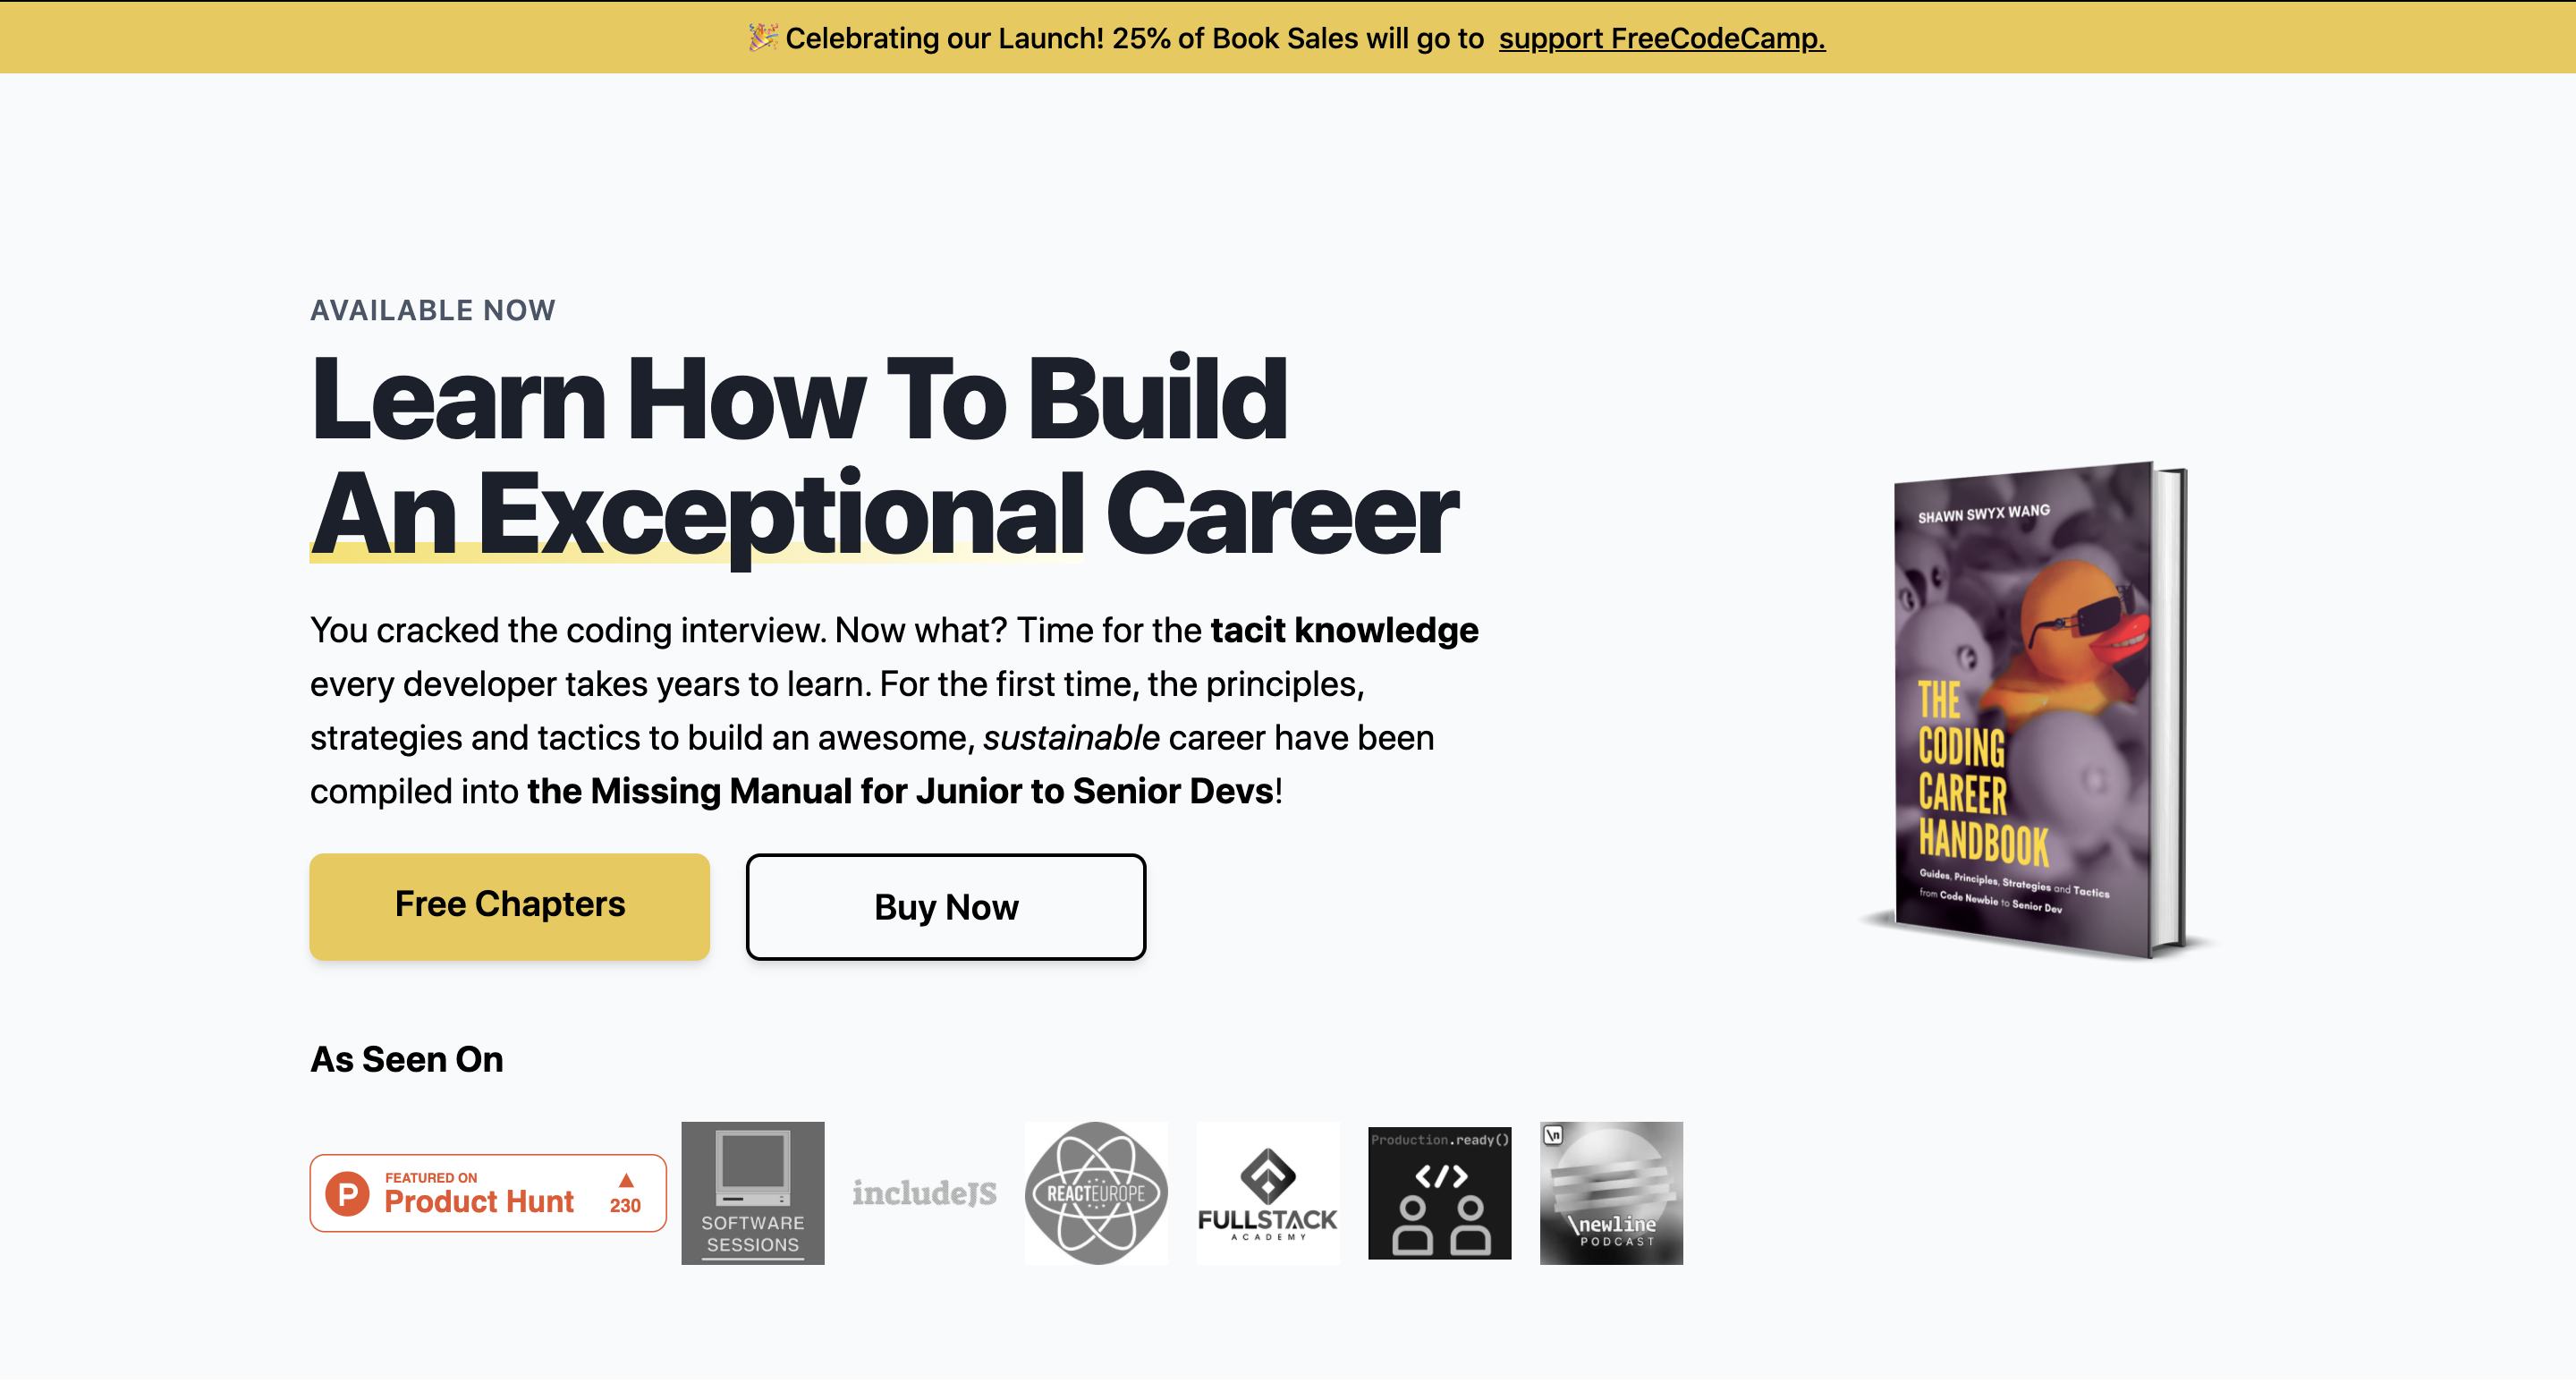 🎉 Celebrating our Launch! 25% of Book Sales will go to support FreeCodeCamp.
AVAILABLE NOW
Learn How To Build
An Exceptional Career
You cracked the coding interview. Now what? Time for the tacit knowledge
every developer takes years to learn. For the first time, the principles,
strategies and tactics to build an awesome, sustainable career have been
compiled into the Missing Manual for Junior to Senior Devs!
Free Chapters
Buy Now
SHAWN SWYX WANG
THE
CODING
CAREER
HANDBOOK
Guides, Principles, Strategies and Tactics
from Code Newbie to Senior Dev
As Seen On
P
FEATURED ON
Product Hunt
▲
230
SOFTWARE
SESSIONS
includeJS
REACTEUROPE
FULLSTACK
ACADEMY
Production.ready()
</>
\n
\newline
PODCAST